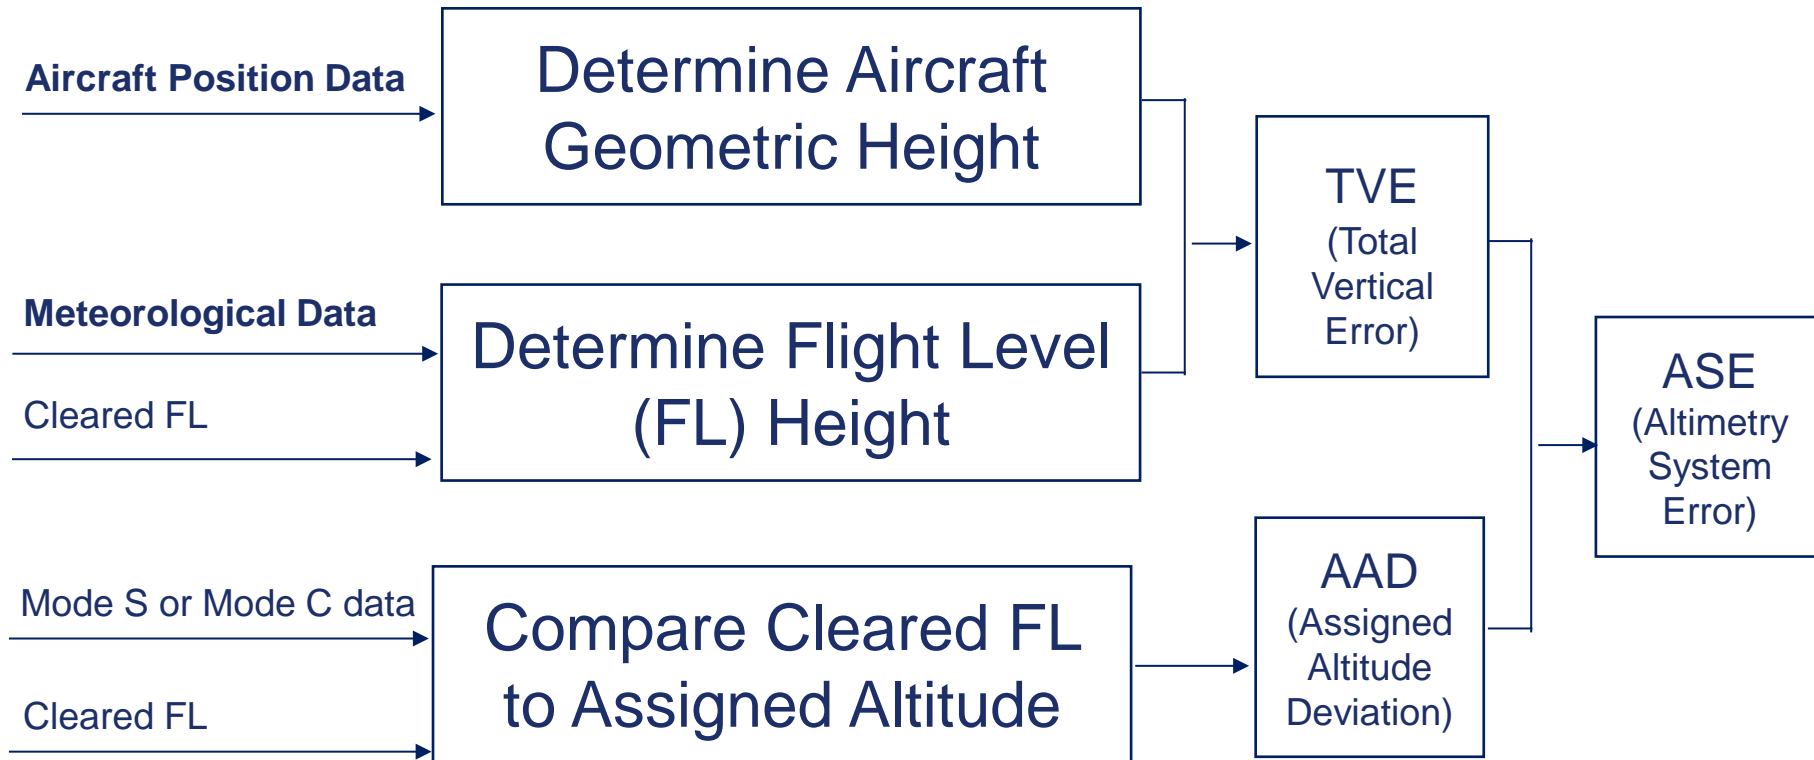 Aircraft Position Data
Determine Aircraft
Geometric Height
Meteorological Data
Cleared FL
Determine Flight Level
(FL) Height
Mode S or Mode C data
Cleared FL
Compare Cleared FL
to Assigned Altitude
TVE
(Total
Vertical
Error)
AAD
(Assigned
Altitude
Deviation)
ASE
(Altimetry
System
Error)